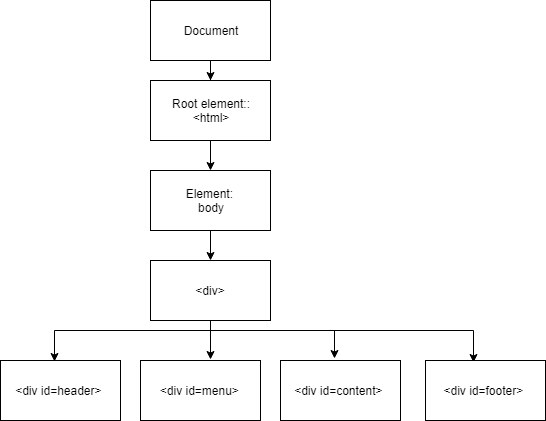 Document
Root element::
<html>
Element:
body
<div>
<div id=header>
<div id=menu>
<div id=content>
<div id=footer>